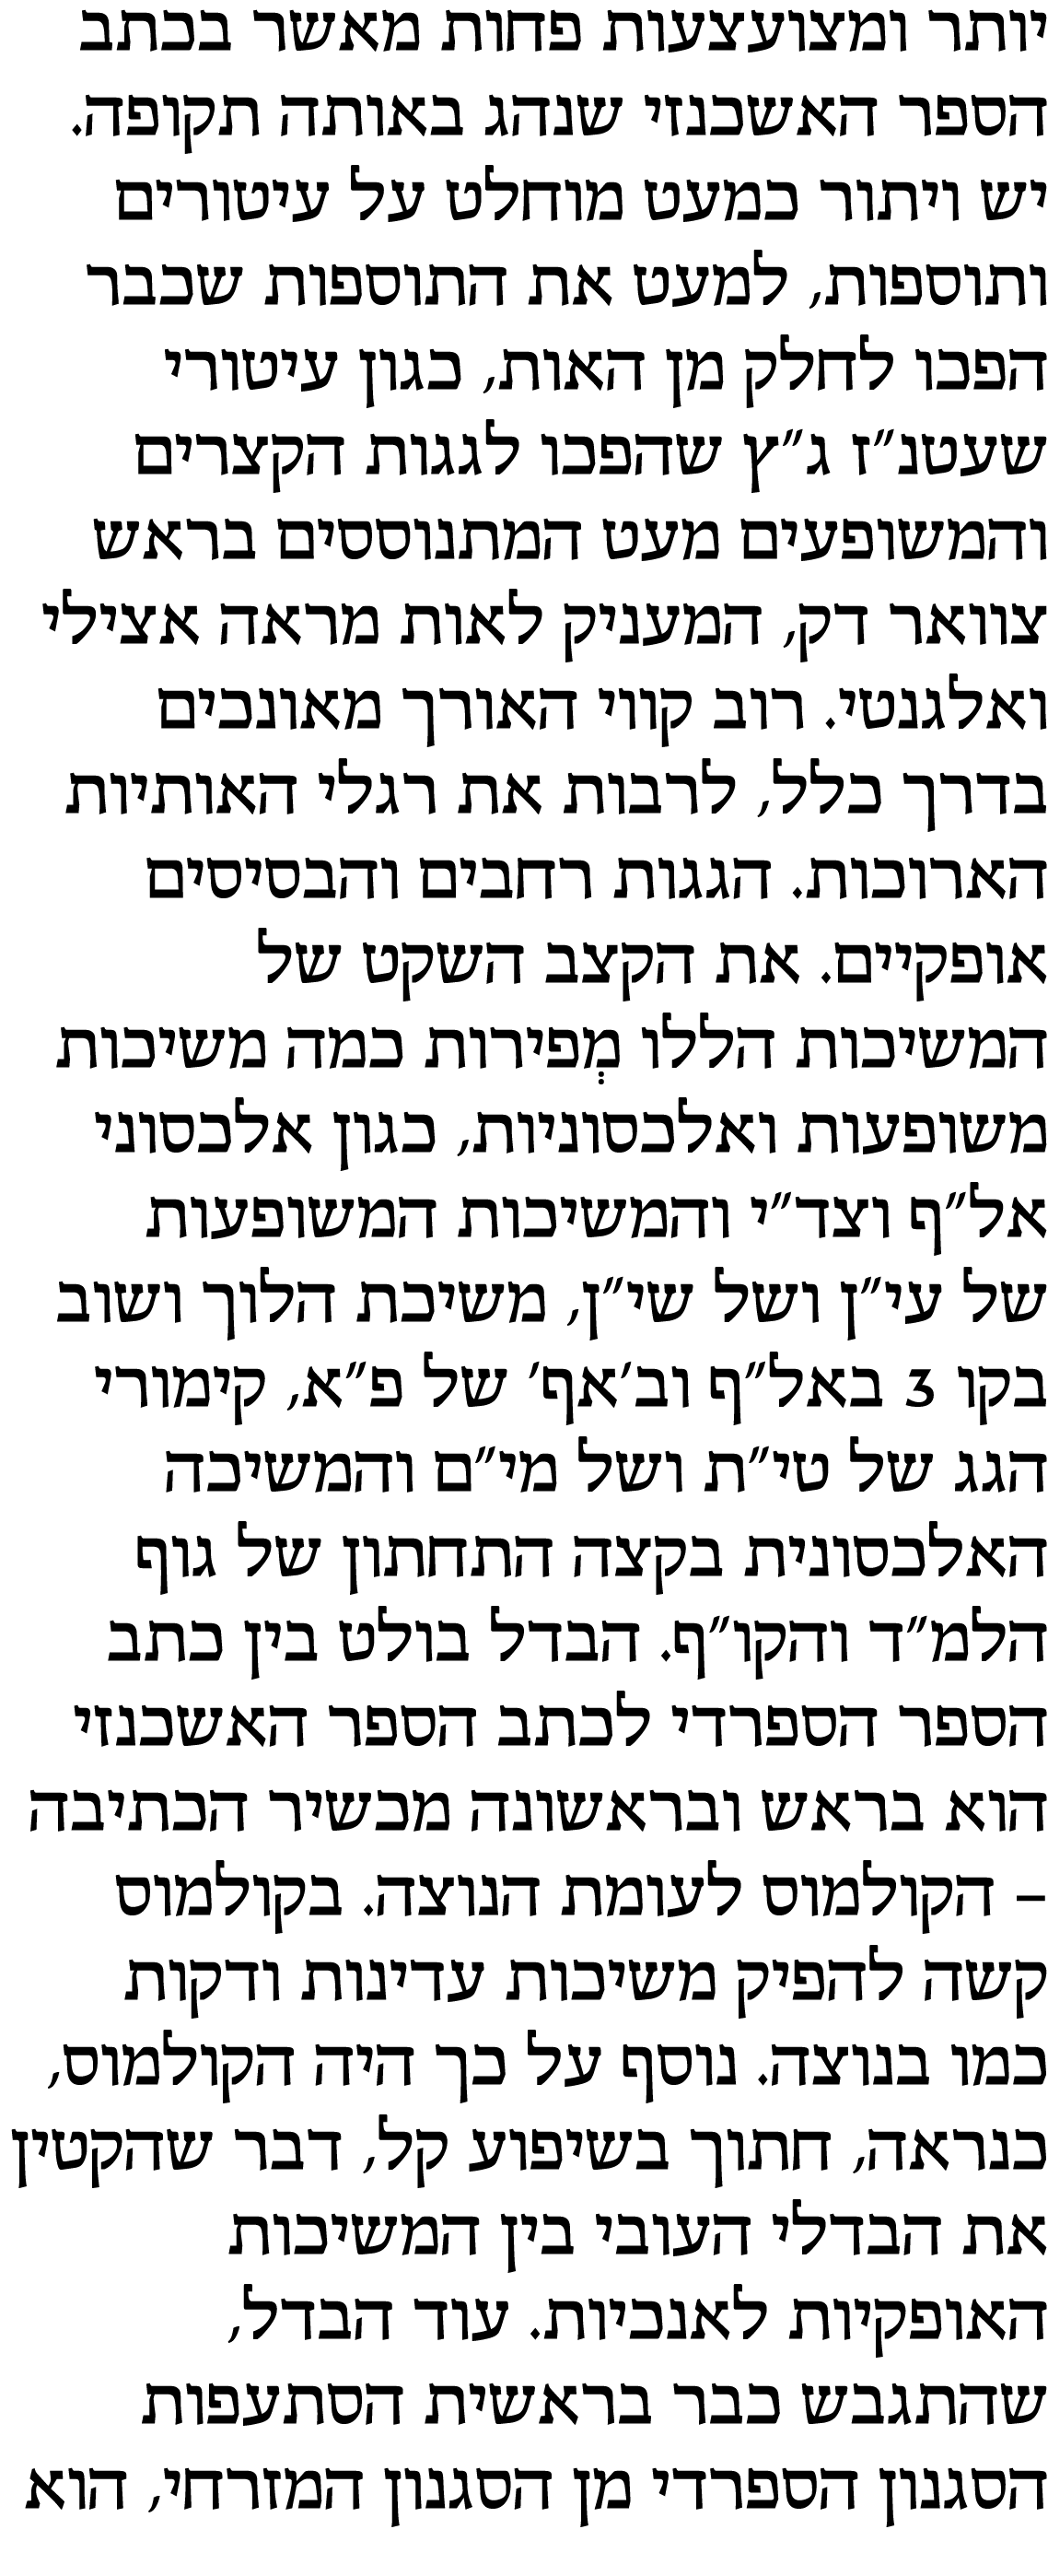 יותר ומצועצעות פחות מאשר בכתב
הספר האשכנזי שנהג באותה תקופה.
יש ויתור כמעט מוחלט על עיטורים
ותוספות, למעט את התוספות שכבר
הפכו לחלק מן האות, כגון עיטורי
שעטנ״ז ג״ץ שהפכו לגגות הקצרים
והמשופעים מעט המתנוססים בראש
צוואר דק, המעניק לאות מראה אצילי
ואלגנטי. רוב קווי האורך מאונכים
בדרך כלל, לרבות את רגלי האותיות
הארוכות. הגגות רחבים והבסיסים
אופקיים. את הקצב השקט של
המשיכות הללו מְפירות כמה משיכות
משופעות ואלכסוניות, כגון אלכסוני
אל״ף וצד״י והמשיכות המשופעות
של עי״ן ושל שי״ן, משיכת הלוך ושוב
בקו 3 באל״ף וב׳אף׳ של פ״א, קימורי
הגג של טי״ת ושל מי״ם והמשיכה
האלכסונית בקצה התחתון של גוף
הלמ״ד והקו״ף. הבדל בולט בין כתב
הספר הספרדי לכתב הספר האשכנזי
הוא בראש ובראשונה מכשיר הכתיבה
– הקולמוס לעומת הנוצה. בקולמוס
קשה להפיק משיכות עדינות ודקות
כמו בנוצה. נוסף על כך היה הקולמוס,
כנראה, חתוך בשיפוע קל, דבר שהקטין
את הבדלי העובי בין המשיכות
האופקיות לאנכיות. עוד הבדל,
שהתגבש כבר בראשית הסתעפות
הסגנון הספרדי מן הסגנון המזרחי, הוא